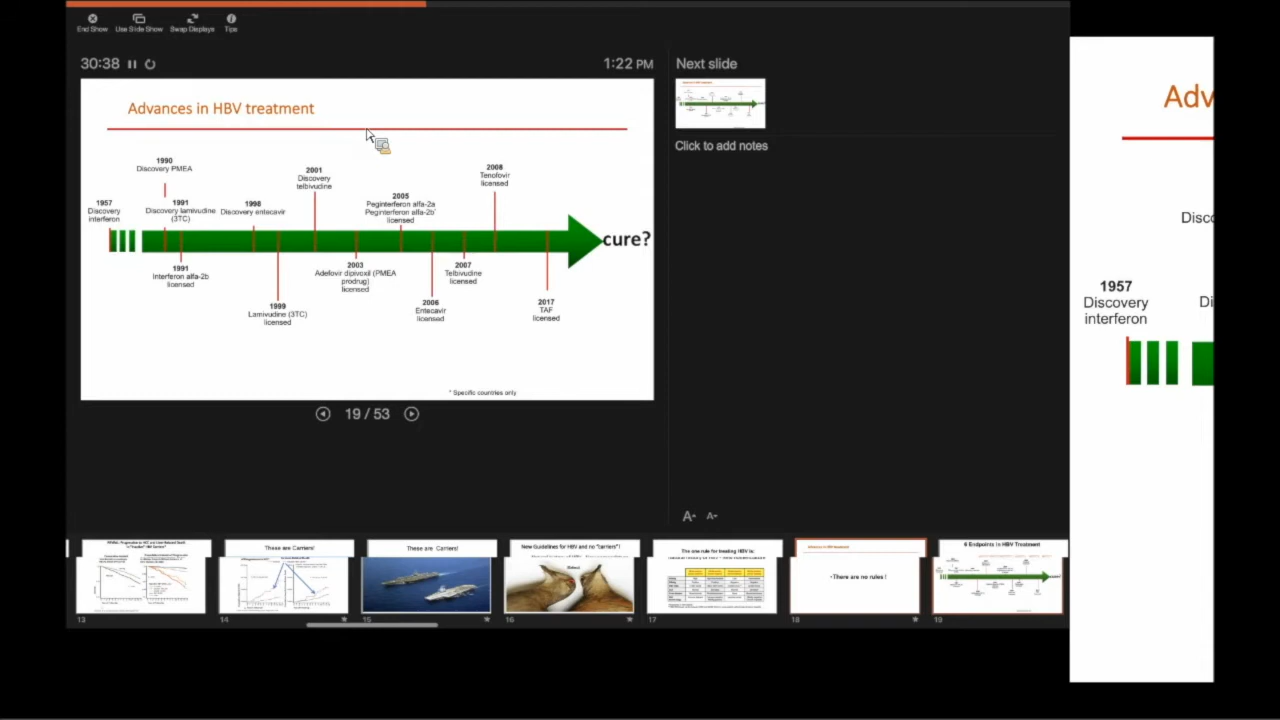 End Show
Use Slide Show
Swap Displays
Tips
30:38
1:22 PM
Next slide
Click to add notes
Advances in HBV treatment
1990
Discovery PMEA
1957
Discovery
interferon
1991
Discovery lamivudine
(3TC)
1998
Discovery entecavir
2001
Discovery
telbivudine
2005
Peginterferon alfa-2a
Peginterferon alfa-2b*
licensed
2008
Tenofovir
licensed
cure?
1991
Interferon alfa-2b
licensed
1999
Lamivudine (3TC)
licensed
2003
Adefovir dipivoxil (PMEA
prodrug)
licensed
2006
Entecavir
licensed
2007
Telbivudine
licensed
2017
TAF
licensed
* Specific countries only
19 / 53
A
A
These are Carriers!
These are Carriers!
New Guidelines for HBV and no "carriers" !
The one rule for treating HBV is:
There are no rules !
6 Endpoints in HBV Treatment
13
14
15
16
17
18
19
Adv
Disco
1957
Discovery
interferon
Di